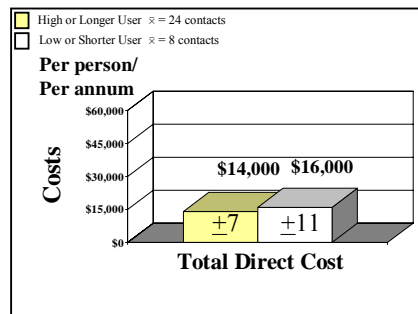 High or Longer User x̄ = 24 contacts
Low or Shorter User x̄ = 8 contacts
Per person/
Per annum
$60,000
$45,000
$30,000
$15,000
$0
Costs
$14,000 $16,000
±7 ±11
Total Direct Cost